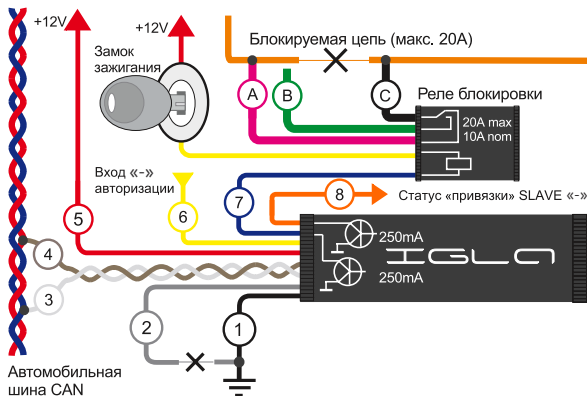 +12V
+12V
Замок
зажигания
Блокируемая цепь (макс. 20А)
A
B
C
Реле блокировки
20A max
10A nom
Вход «-»
авторизации
5
6
7
8
Статус «привязки» SLAVE «-»
250mA
250mA
IGLA
4
3
2
1
Автомобильная
шина CAN